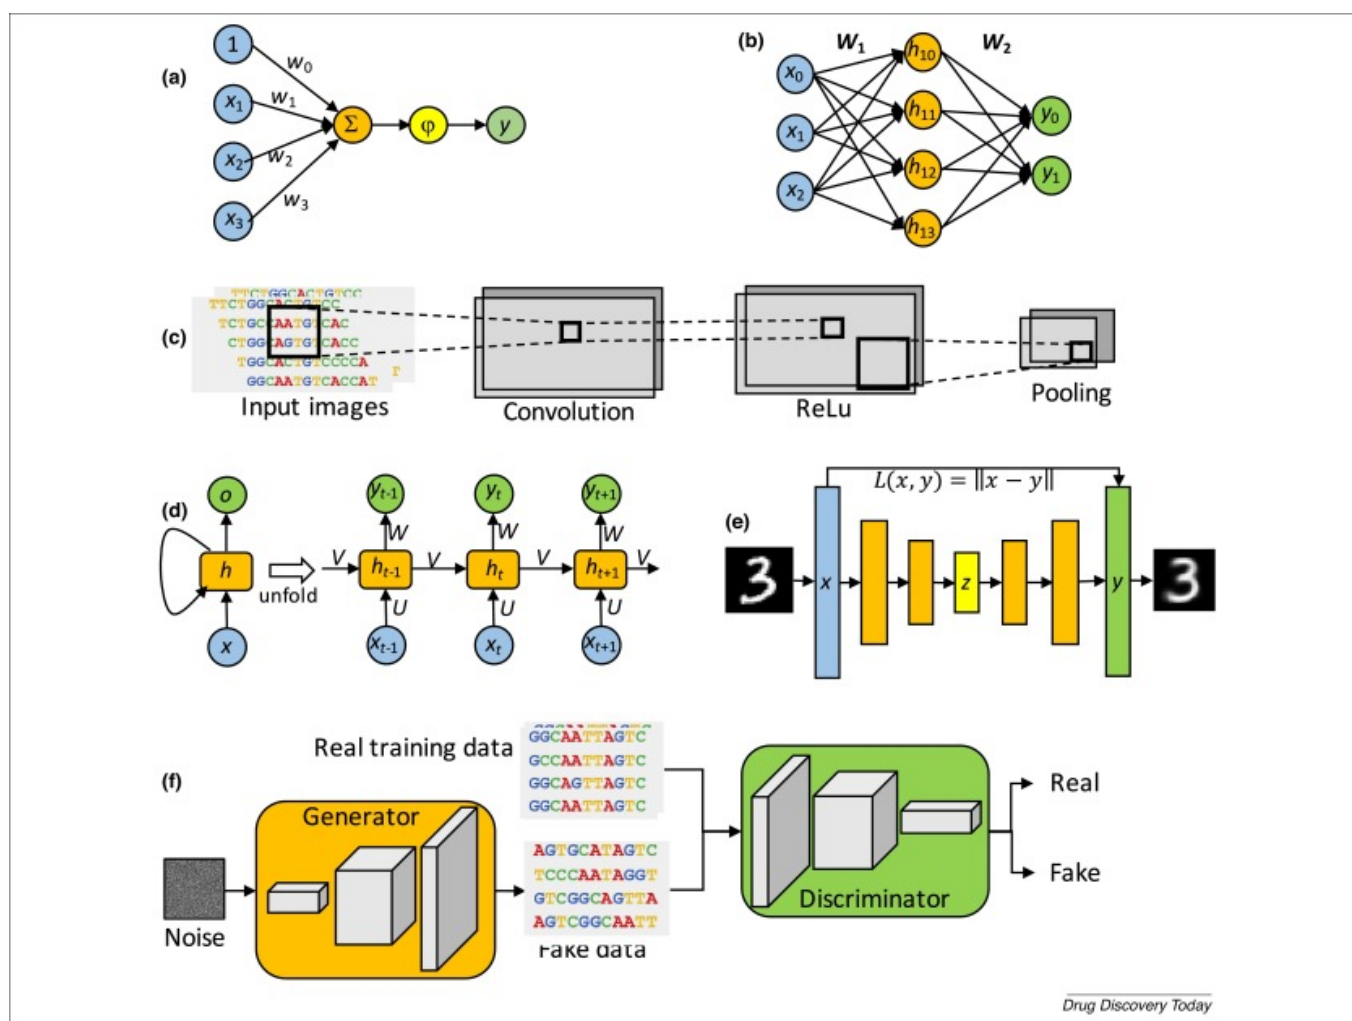 (a)
1
x1
x2
x3
w0
w1
w2
w3
Σ
φ
y
(b)
W1
W2
x0
x1
x2
h10
h11
h12
h13
y0
y1
(c)
TTCTGGCACTGTCC
TTCTGGCACTGTCC
TCTGCCAATGTCAC
CTGGCAGTGTCACC
TGGCACTGTCCCCA
T
GGCAATGTCACCAT
Input images
Convolution
ReLu
Pooling
(d)
o
h
x
unfold
yt-1
yt
yt+1
W
W
W
V
ht-1
V
ht
V
ht+1
V
U
U
U
xt-1
xt
xt+1
(e)
L(x, y) = ‖x − y‖
3
x
z
y
3
(f)
Real training data
GGCAATTAGTC
GCCAATTAGTC
GGCAGTTAGTC
GGCAATTAGTC
Generator
Noise
AGTGCATAGTC
TCCCAATAGGT
GTCGGCAGTTA
AGTCGGCAATT
Fake data
Discriminator
Real
Fake
Drug Discovery Today